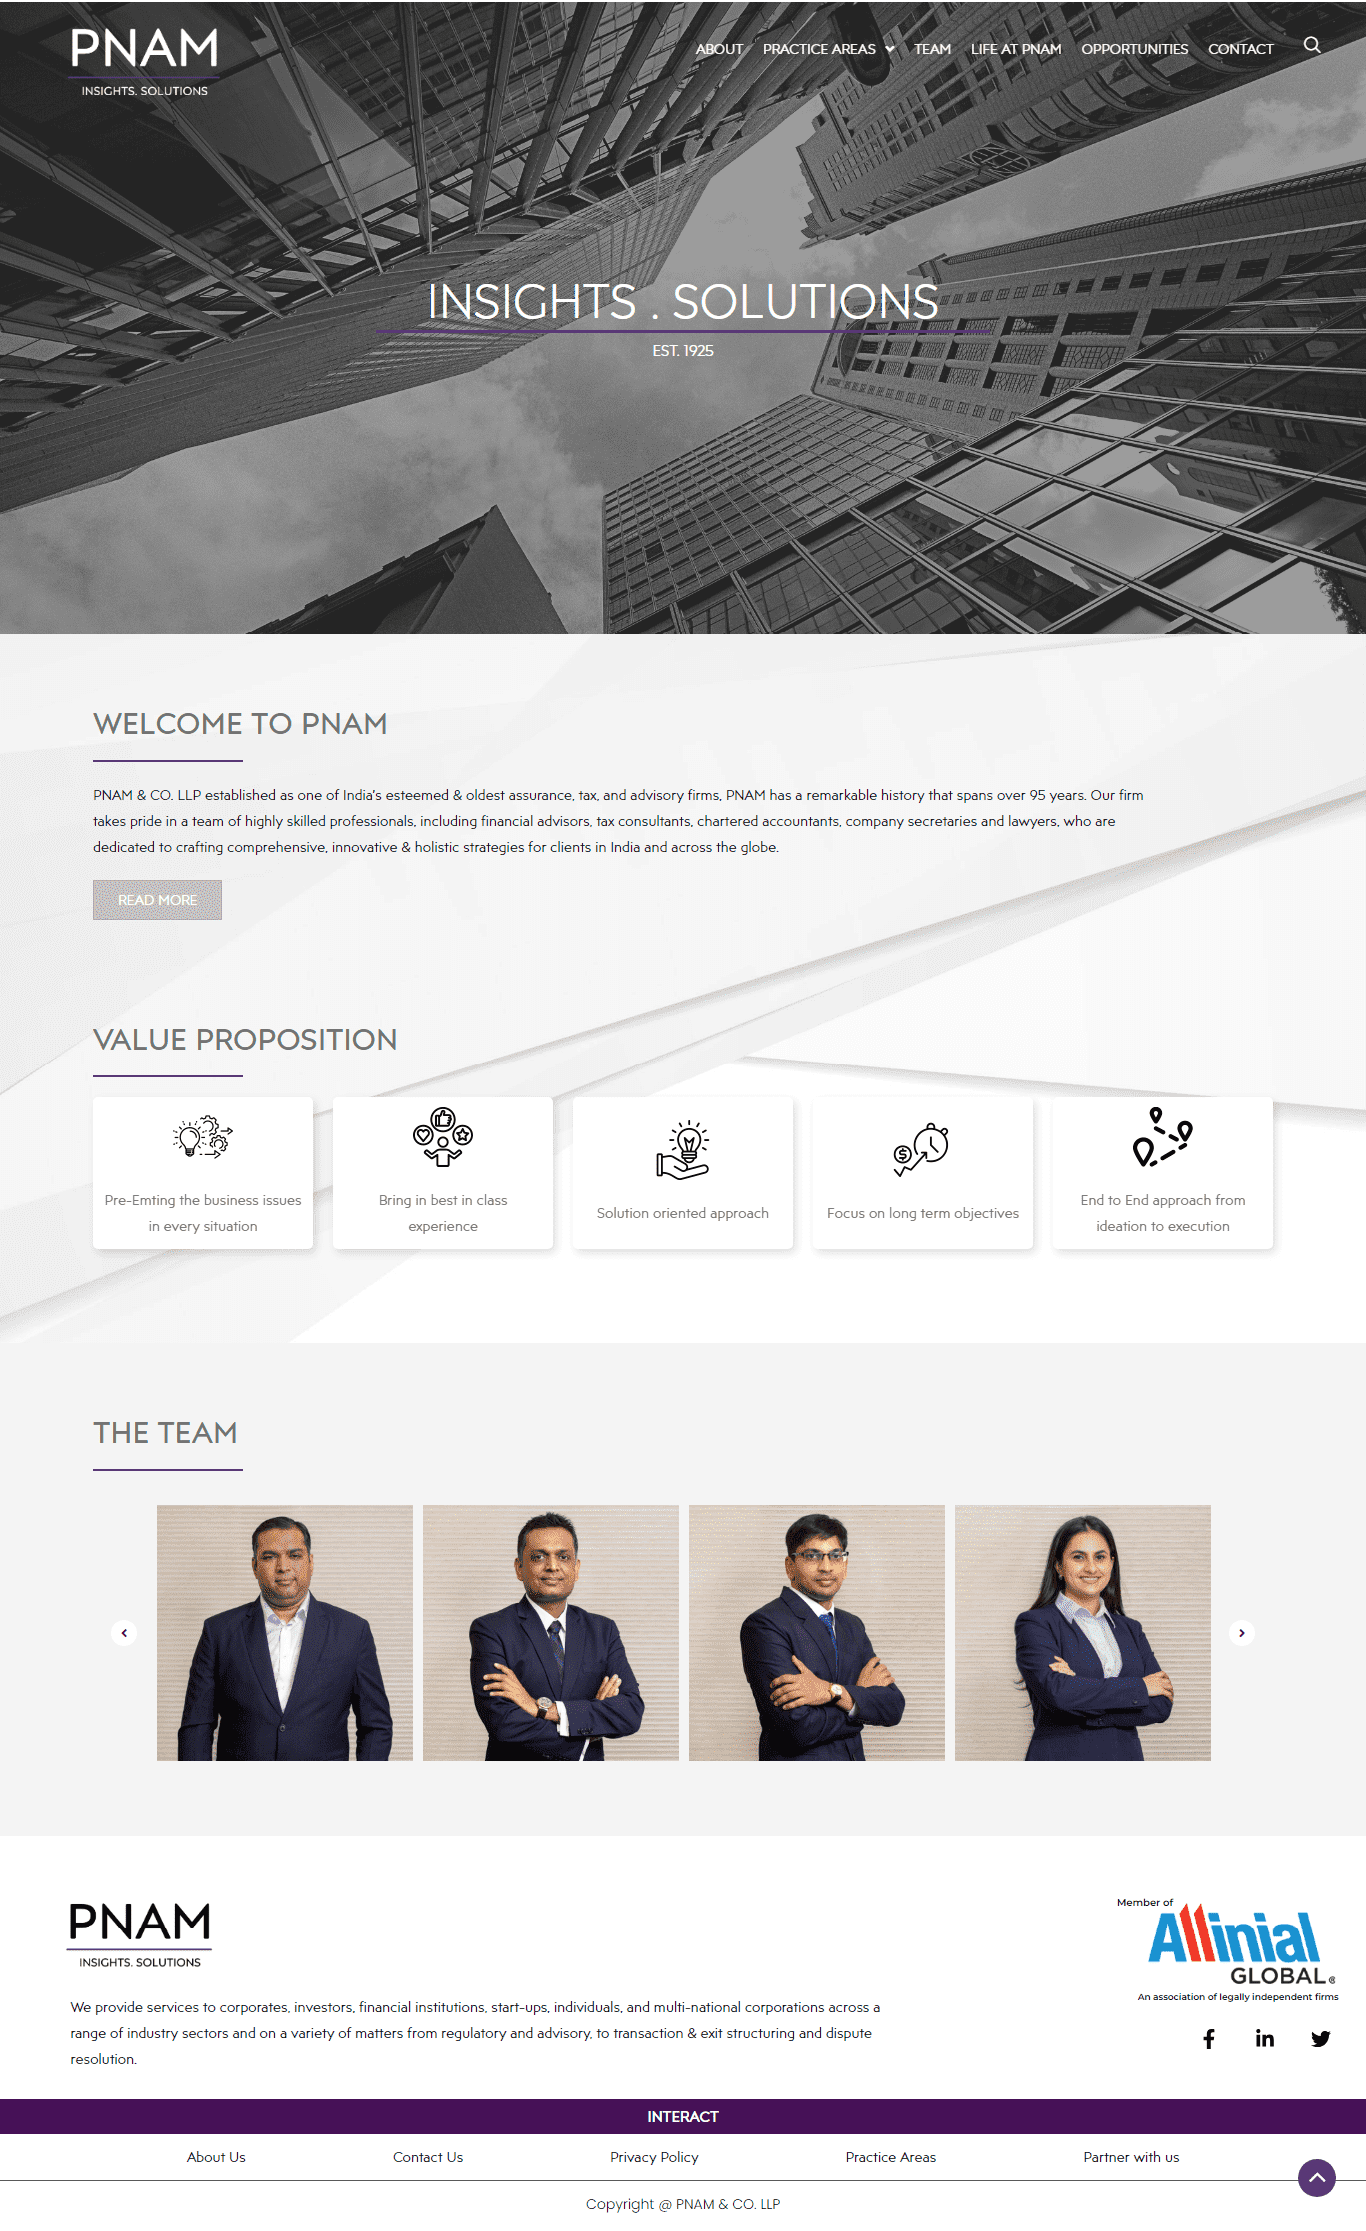 PNAM
INSIGHTS. SOLUTIONS
ABOUT PRACTICE AREAS TEAM LIFE AT PNAM OPPORTUNITIES CONTACT
INSIGHTS . SOLUTIONS
EST. 1925
WELCOME TO PNAM
PNAM & CO. LLP established as one of India's esteemed & oldest assurance, tax, and advisory firms, PNAM has a remarkable history that spans over 95 years. Our firm
takes pride in a team of highly skilled professionals, including financial advisors, tax consultants, chartered accountants, company secretaries and lawyers, who are
dedicated to crafting comprehensive, innovative & holistic strategies for clients in India and across the globe.
READ MORE
VALUE PROPOSITION
Pre-Emting the business issues
in every situation
Bring in best in class
experience
Solution oriented approach
Focus on long term objectives
End to End approach from
ideation to execution
THE TEAM
PNAM
INSIGHTS. SOLUTIONS
We provide services to corporates, investors, financial institutions, start-ups, individuals, and multi-national corporations across a
range of industry sectors and on a variety of matters from regulatory and advisory, to transaction & exit structuring and dispute
resolution.
Member of
Allinial
GLOBAL®
An association of legally independent firms
INTERACT
About Us Contact Us Privacy Policy Practice Areas Partner with us
Copyright @ PNAM & CO. LLP